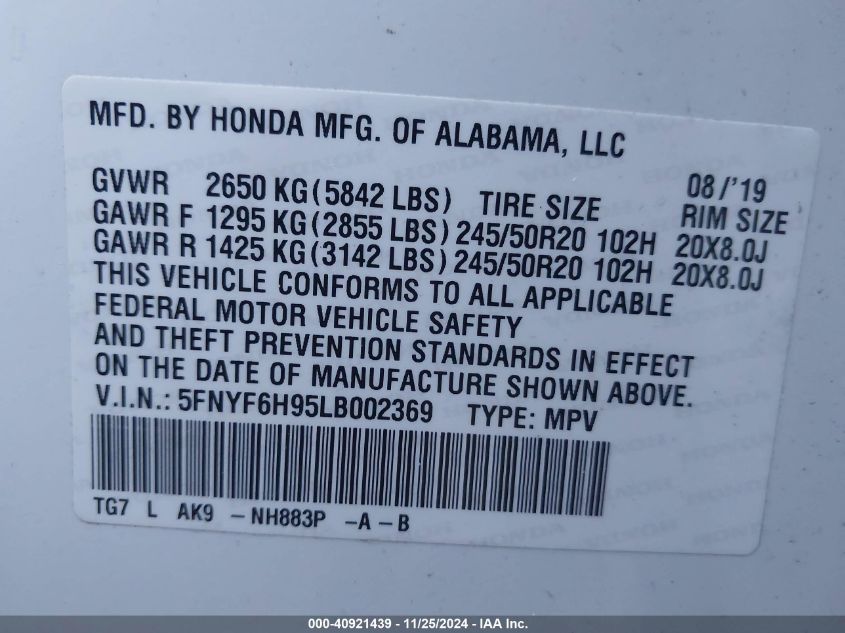 MFD. BY HONDA MFG. OF ALABAMA, LLC
08/'19
GVWR 2650 KG (5842 LBS) TIRE SIZE RIM SIZE
GAWR F 1295 KG (2855 LBS) 245/50R20 102H 20X8.0J
GAWR R 1425 KG (3142 LBS) 245/50R20 102H 20X8.0J
THIS VEHICLE CONFORMS TO ALL APPLICABLE
FEDERAL MOTOR VEHICLE SAFETY
AND THEFT PREVENTION STANDARDS IN EFFECT
ON THE DATE OF MANUFACTURE SHOWN ABOVE.
V.I.N.: 5FNYF6H95LB002369 TYPE: MPV
TG7 L AK9 -NH883P -A-B
000-40921439 - 11/25/2024 - IAA Inc.